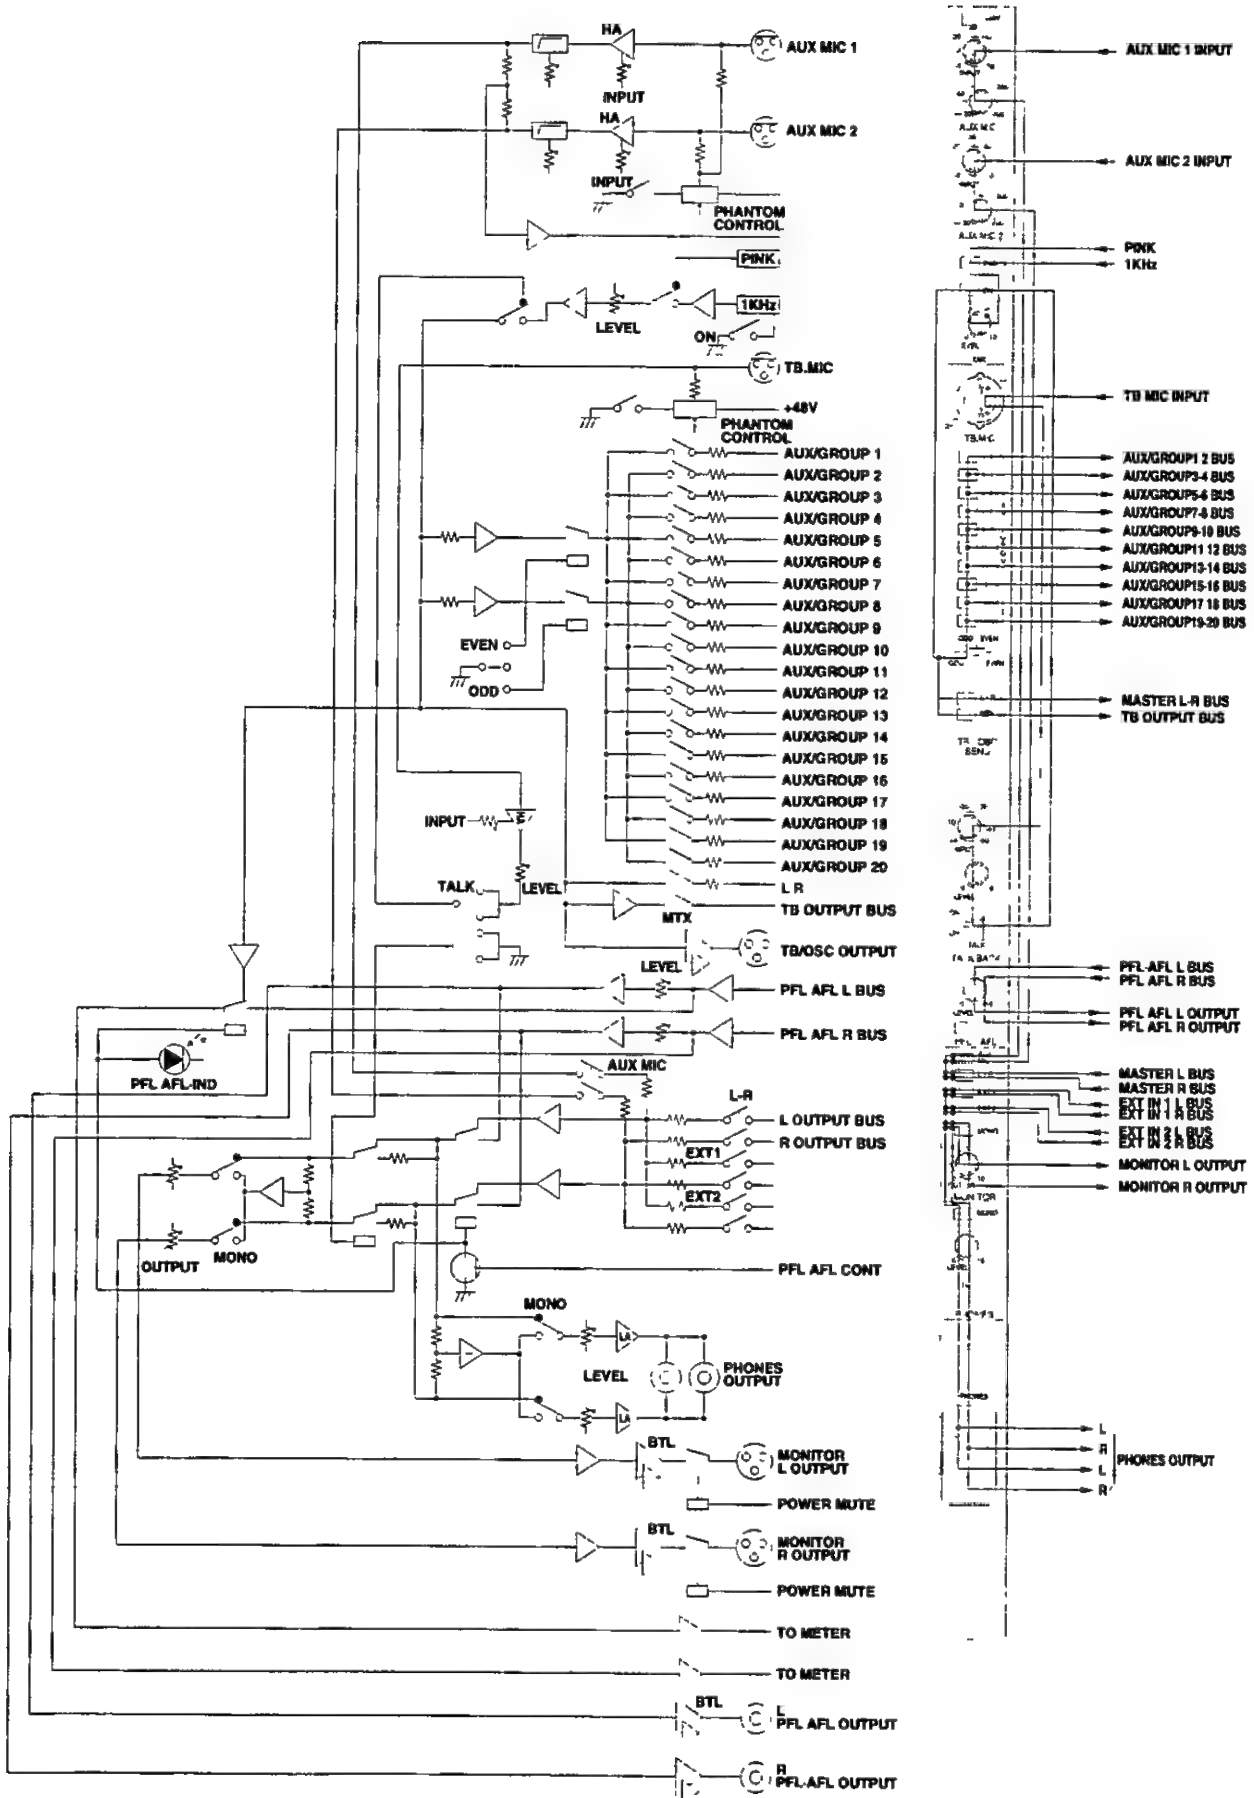 HA
AUX MIC 1
INPUT
HA
AUX MIC 2
INPUT
PHANTOM
CONTROL
PINK
1KHz
LEVEL
ON
TB.MIC
+48V
PHANTOM
CONTROL
AUX/GROUP 1
AUX/GROUP 2
AUX/GROUP 3
AUX/GROUP 4
AUX/GROUP 5
AUX/GROUP 6
AUX/GROUP 7
AUX/GROUP 8
AUX/GROUP 9
EVEN
AUX/GROUP 10
AUX/GROUP 11
ODD
AUX/GROUP 12
AUX/GROUP 13
AUX/GROUP 14
AUX/GROUP 15
AUX/GROUP 16
AUX/GROUP 17
INPUT
AUX/GROUP 18
AUX/GROUP 19
AUX/GROUP 20
TALK
LEVEL
L R
TB OUTPUT BUS
MTX
TB/OSC OUTPUT
LEVEL
PFL AFL L BUS
PFL AFL R BUS
AUX MIC
PFL AFL-IND
L-R
L OUTPUT BUS
R OUTPUT BUS
EXT1
EXT2
OUTPUT
MONO
PFL AFL CONT
MONO
LA
LEVEL
PHONES
OUTPUT
LA
BTL
MONITOR
L OUTPUT
POWER MUTE
BTL
MONITOR
R OUTPUT
POWER MUTE
TO METER
TO METER
BTL
L
PFL AFL OUTPUT
R
PFL-AFL OUTPUT
AUX MIC 1 INPUT
AUX MIC 2 INPUT
AUX MIC 2
PINK
1KHz
TB MIC INPUT
TB.MIC
AUX/GROUP1 2 BUS
AUX/GROUP3-4 BUS
AUX/GROUP5-6 BUS
AUX/GROUP7-8 BUS
AUX/GROUP9-10 BUS
AUX/GROUP11 12 BUS
AUX/GROUP13-14 BUS
AUX/GROUP15-16 BUS
AUX/GROUP17 18 BUS
AUX/GROUP19-20 BUS
ODD EVEN
MASTER L-R BUS
TB OUTPUT BUS
PFL-AFL L BUS
PFL AFL R BUS
PFL AFL L OUTPUT
PFL AFL R OUTPUT
MASTER L BUS
MASTER R BUS
EXT IN 1 L BUS
EXT IN 1 R BUS
EXT IN 2 L BUS
EXT IN 2 R BUS
MONITOR L OUTPUT
MONITOR R OUTPUT
PHONES
L
R
L
R
PHONES OUTPUT